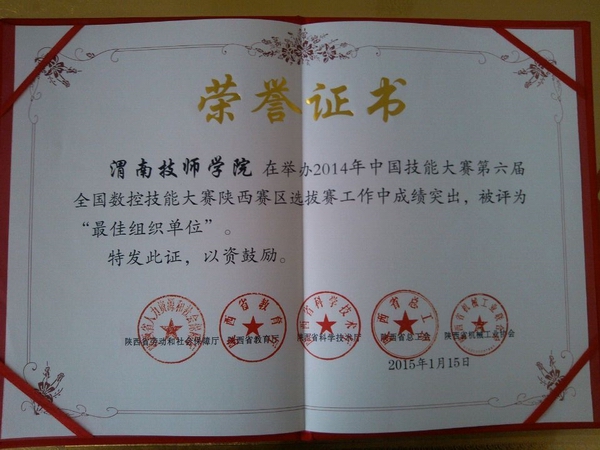 荣誉证书
渭南技师学院 在举办2014年中国技能大赛第六届
全国数控技能大赛陕西赛区选拔赛工作中成绩突出，被评为
“最佳组织单位”。
特发此证，以资鼓励。
陕西省劳动和社会保障厅 陕西省教育厅 陕西省科学技术厅 陕西省总工会 陕西省机械工业协会
2015年1月15日